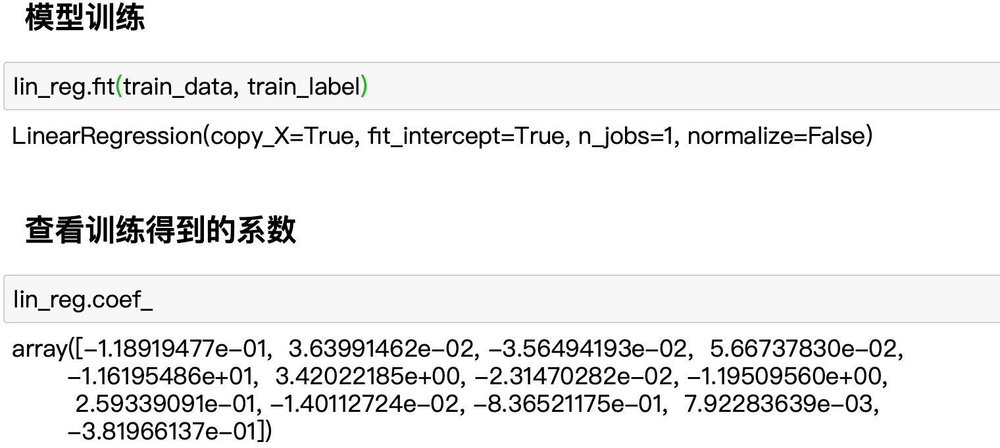 模型训练
lin_reg.fit(train_data, train_label)
LinearRegression(copy_X=True, fit_intercept=True, n_jobs=1, normalize=False)
查看训练得到的系数
lin_reg.coef_
array([-1.18919477e-01,  3.63991462e-02, -3.56494193e-02,  5.66737830e-02,
-1.16195486e+01,  3.42022185e+00, -2.31470282e-02, -1.19509560e+00,
2.59339091e-01, -1.40112724e-02, -8.36521175e-01,  7.92283639e-03,
-3.81966137e-01])